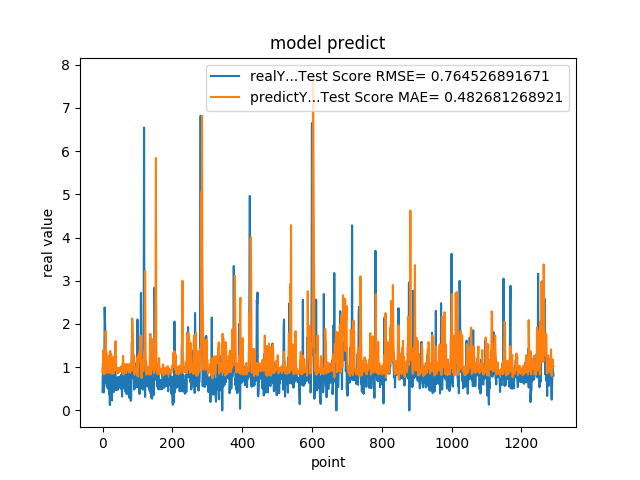 model predict
realY...Test Score RMSE= 0.764526891671
predictY...Test Score MAE= 0.482681268921
8
7
6
5
4
3
2
1
0
real value
0 200 400 600 800 1000 1200
point